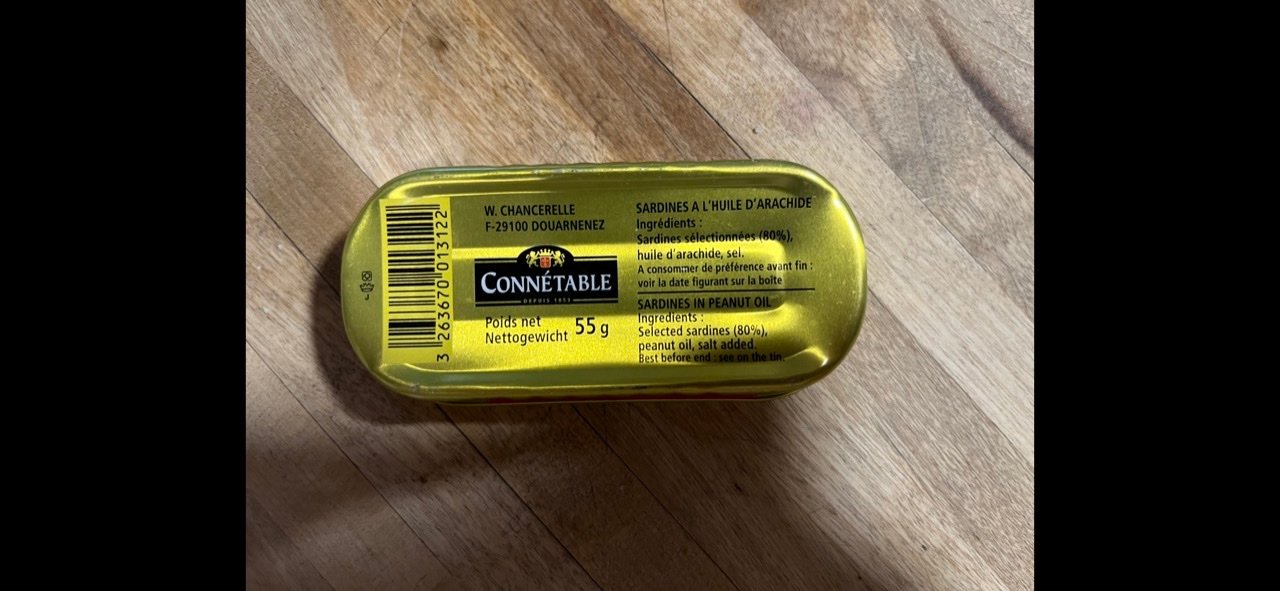 3 263670 013122
W. CHANCERELLE
F-29100 DOUARNENEZ
CONNÉTABLE
DEPUIS 1853
Poids net
Nettogewicht 55 g
SARDINES A L'HUILE D'ARACHIDE
Ingrédients :
Sardines sélectionnées (80%),
huile d'arachide, sel.
A consommer de préférence avant fin :
voir la date figurant sur la boîte
SARDINES IN PEANUT OIL
Ingredients :
Selected sardines (80%),
peanut oil, salt added.
Best before end : see on the tin.